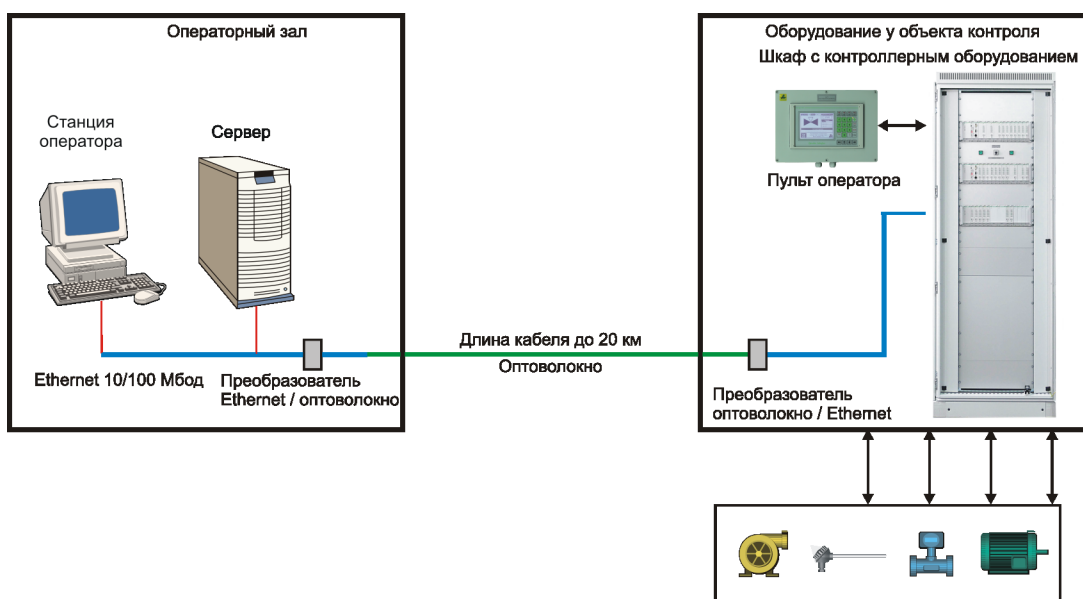 Операторный зал
Станция
оператора
Сервер
Ethernet 10/100 Мбод
Преобразователь
Ethernet / оптоволокно
Длина кабеля до 20 км
Оптоволокно
Оборудование у объекта контроля
Шкаф с контроллерным оборудованием
Пульт оператора
Преобразователь
оптоволокно / Ethernet